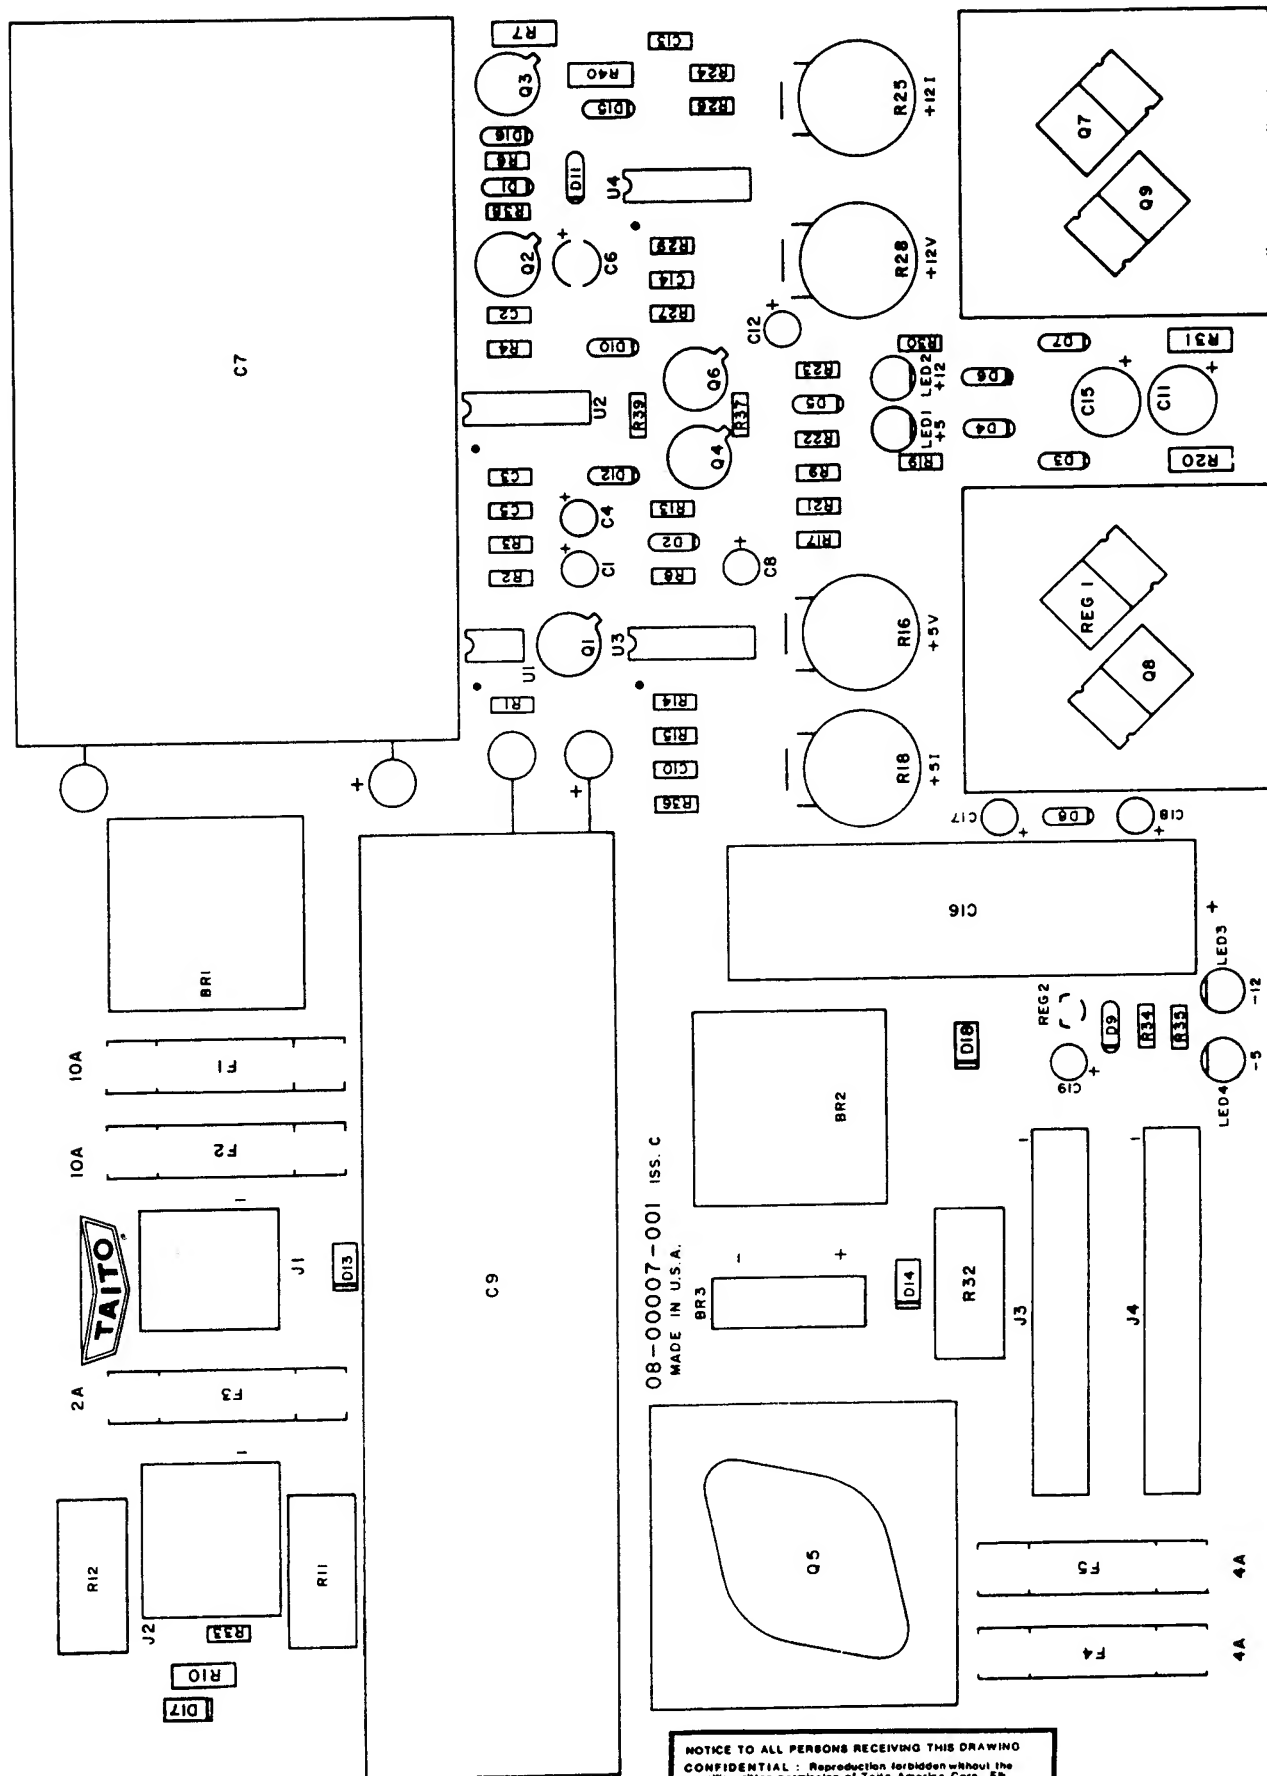 R7
C13
R24
R26
R40
Q3
D15
D16
R6
D1
R38
D11
U4
R25
+12I
Q7
Q9
C7
Q2
C6
R29
C14
R27
R28
+12V
C2
R4
D10
C12
Q6
R23
R30
LED2
+12
D7
R31
D6
C15
C11
U2
R39
R37
D5
LED1
+5
D4
R22
Q4
C3
D12
R9
R19
D3
R20
C5
C4
R13
R21
R3
D2
R17
R2
C1
R8
C8
REG 1
U1
Q1
U3
R16
+5V
Q8
R1
R14
R15
C10
R36
R18
+5I
C17
D8
C18
BR1
C16
10A
F1
LED3
-12
REG2
D9
R34
R35
D18
C19
-5
LED4
10A
F2
BR2
TAITO
J1
D13
C9
08-00007-001 ISS. C
MADE IN U.S.A.
BR3
D14
R32
J3
J4
2A
F3
R12
J2
R11
R33
R10
D17
Q5
F5
4A
F4
4A
NOTICE TO ALL PERSONS RECEIVING THIS DRAWING
CONFIDENTIAL : Reproduction forbidden without the